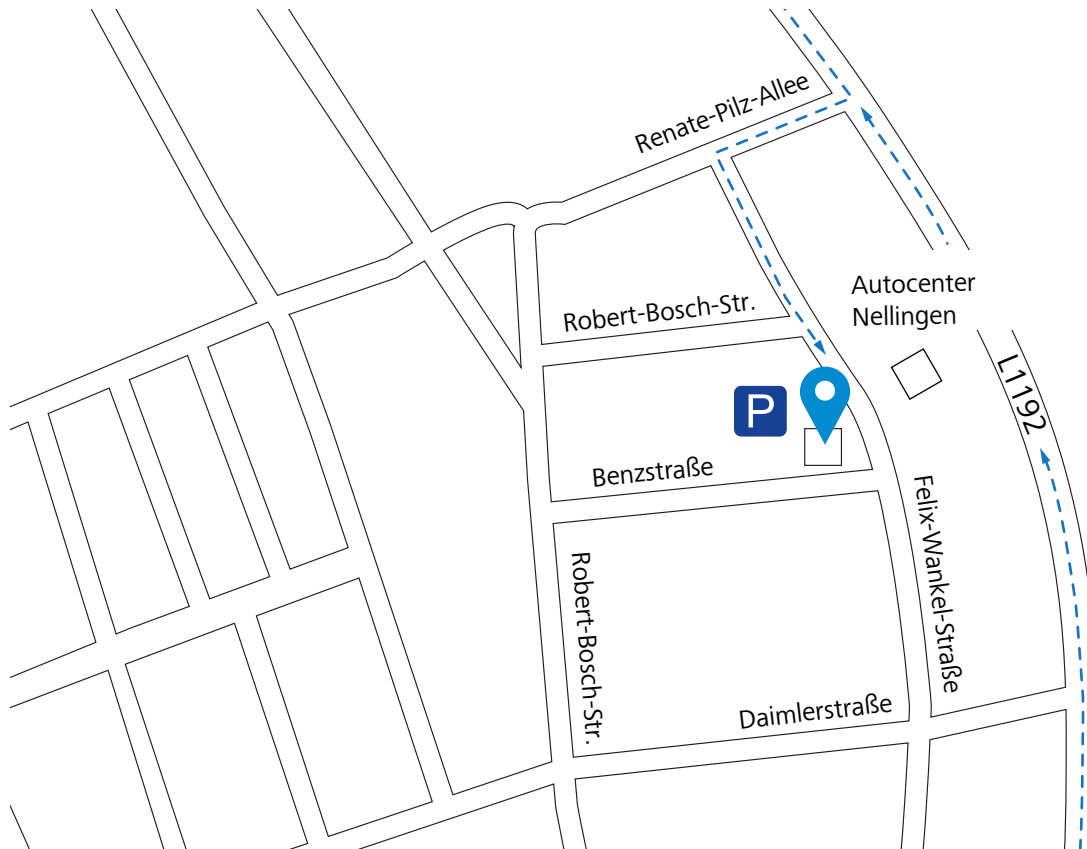 Renate-Pilz-Allee
Autocenter
Nellingen
Robert-Bosch-Str.
L1192
P
Benzstraße
Felix-Wankel-Straße
Robert-Bosch-Str.
Daimlerstraße